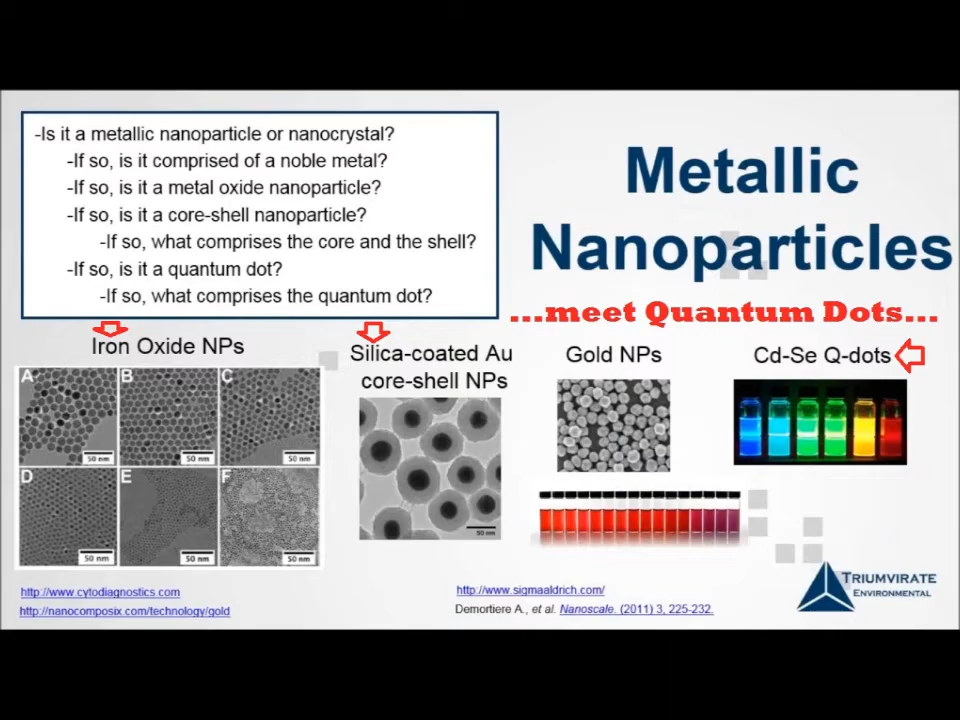 -Is it a metallic nanoparticle or nanocrystal?
-If so, is it comprised of a noble metal?
-If so, is it a metal oxide nanoparticle?
-If so, is it a core-shell nanoparticle?
-If so, what comprises the core and the shell?
-If so, is it a quantum dot?
-If so, what comprises the quantum dot?
Metallic
Nanoparticles
...meet Quantum Dots...
Iron Oxide NPs
Silica-coated Au
core-shell NPs
Gold NPs
Cd-Se Q-dots
A
50 nm
B
50 nm
C
50 nm
D
50 nm
E
50 nm
F
50 nm
50 nm
http://www.cytodiagnostics.com
http://nanocomposix.com/technology/gold
http://www.sigmaaldrich.com/
Demortiere A., et al. Nanoscale. (2011) 3, 225-232.
TRIUMVIRATE
ENVIRONMENTAL